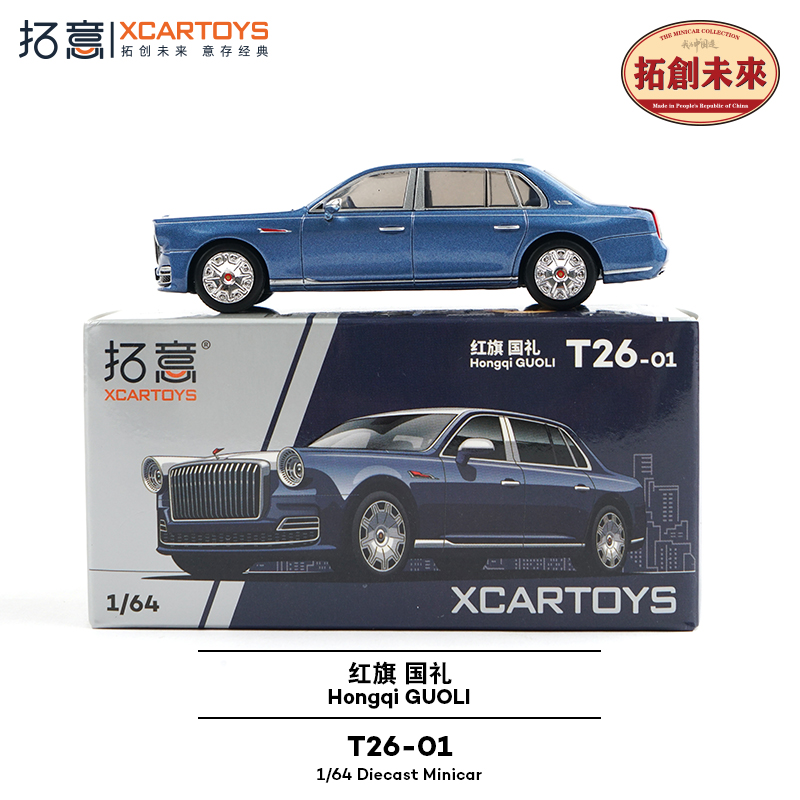 拓意 XCARTOYS
拓创未来 意存经典
THE MINICAR COLLECTION
拓創未來
Made in People's Republic of China
拓意®
XCARTOYS
红旗 国礼
Hongqi GUOLI
T26-01
1/64
XCARTOYS
红旗 国礼
Hongqi GUOLI
T26-01
1/64 Diecast Minicar